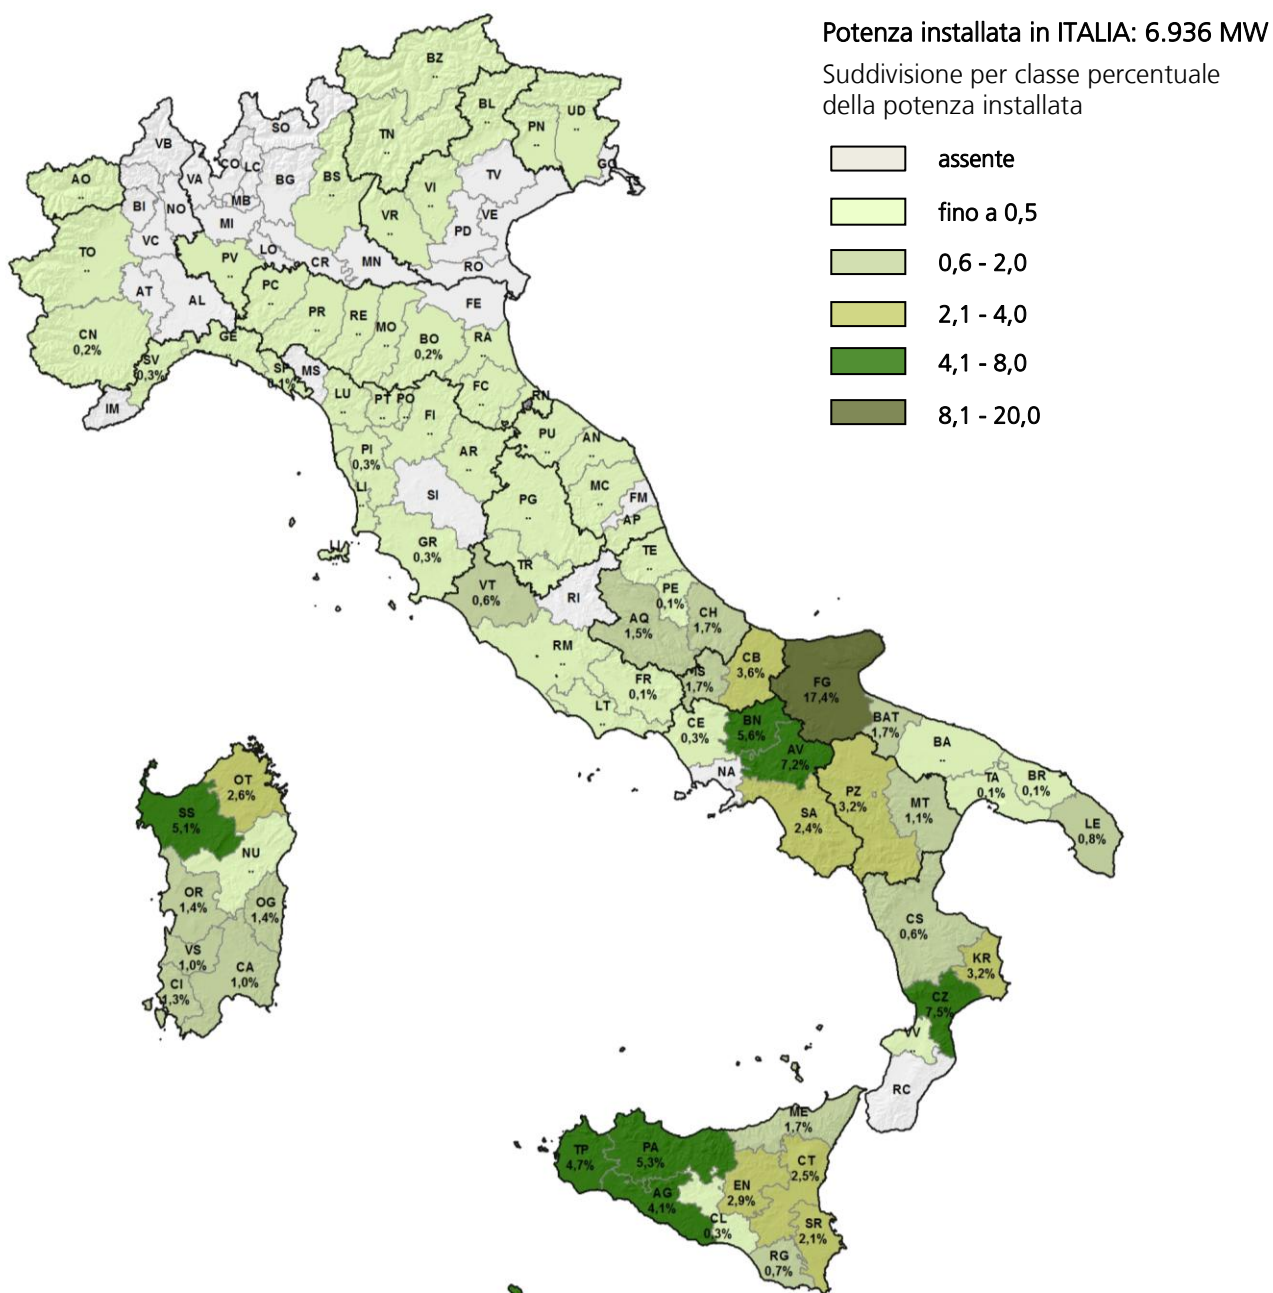 Potenza installata in ITALIA: 6.936 MW
Suddivisione per classe percentuale
della potenza installata
assente
fino a 0,5
0,6 - 2,0
2,1 - 4,0
4,1 - 8,0
8,1 - 20,0
BZ
..
SO
TN
..
BL
..
PN
..
UD
..
GO
TS
VB
CO
LC
VA
BG
BS
..
VI
..
TV
AO
..
BI
NO
MB
MI
VR
..
PD
VE
TO
..
VC
PV
..
LO
CR
MN
RO
AT
AL
PC
..
PR
..
RE
..
MO
..
FE
CN
0,2%
SV
0,3%
GE
..
SP
0,1%
MS
BO
0,2%
RA
..
IM
LU
..
PT
..
PO
..
FI
..
FC
..
RN
PI
0,3%
AR
..
PU
..
AN
..
LI
..
SI
PG
..
MC
..
FM
AP
LI
..
GR
0,3%
TR
..
TE
..
VT
0,6%
RI
PE
0,1%
AQ
1,5%
CH
1,7%
RM
..
FR
0,1%
IS
1,7%
CB
3,6%
FG
17,4%
LT
..
CE
0,3%
BN
5,6%
AV
7,2%
BAT
1,7%
BA
..
NA
SA
2,4%
PZ
3,2%
MT
1,1%
TA
0,1%
BR
0,1%
LE
0,8%
OT
2,6%
SS
5,1%
NU
..
OR
1,4%
OG
1,4%
VS
1,0%
CA
1,0%
CI
1,3%
CS
0,6%
KR
3,2%
CZ
7,5%
VV
..
RC
ME
1,7%
TP
4,7%
PA
5,3%
CT
2,5%
AG
4,1%
EN
2,9%
CL
0,3%
SR
2,1%
RG
0,7%